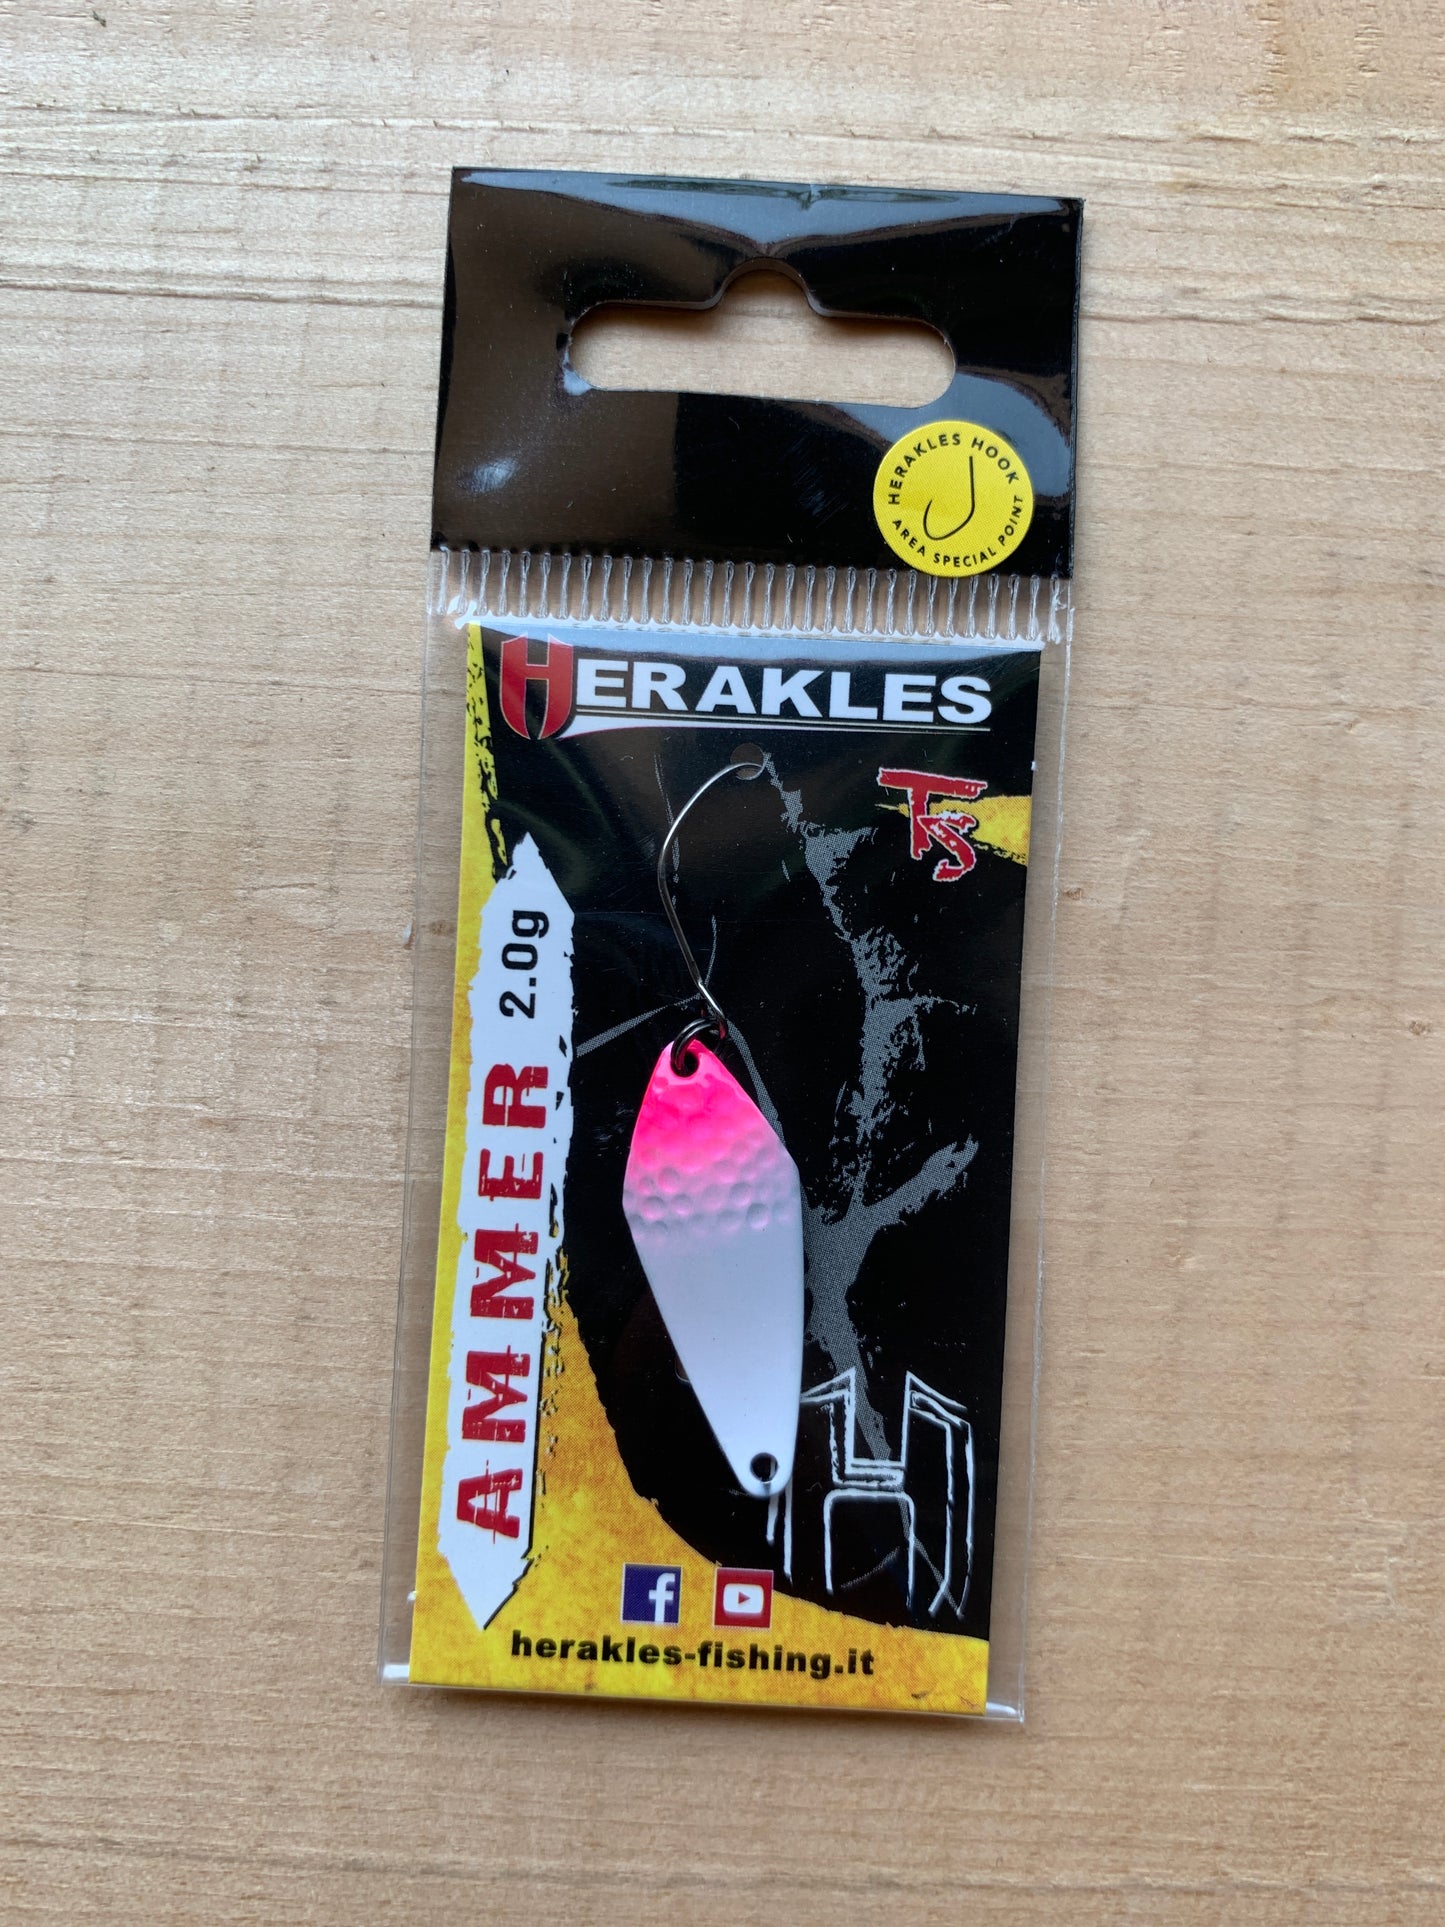 HERAKLES HOOK
AREA SPECIAL POINT
HERAKLES
TS
AMMER 2.0g
herakles-fishing.it